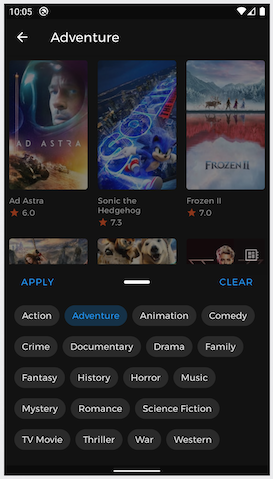 10:05
Adventure
AD ASTRA
FROZEN II
Ad Astra
Sonic the
Hedgehog
Frozen II
6.0
7.3
7.0
APPLY
CLEAR
Action
Adventure
Animation
Comedy
Crime
Documentary
Drama
Family
Fantasy
History
Horror
Music
Mystery
Romance
Science Fiction
TV Movie
Thriller
War
Western